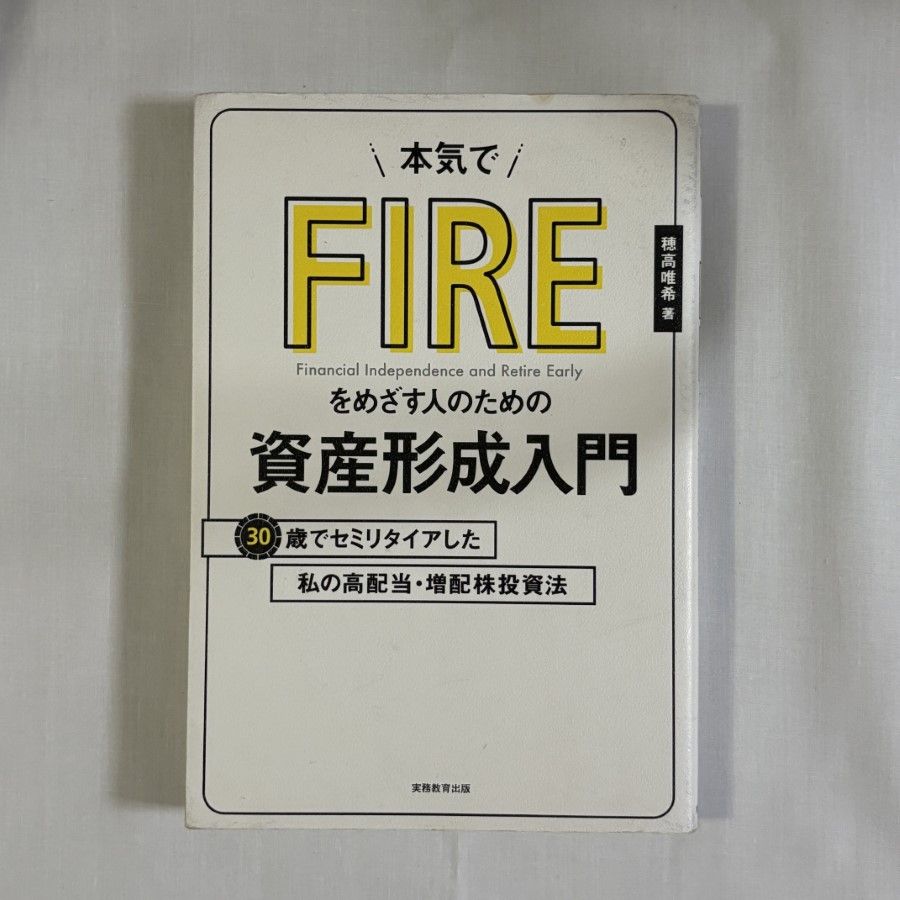 本気で
FIRE
Financial Independence and Retire Early
をめざす人のための
資産形成入門
30歳でセミリタイアした
私の高配当・増配株投資法
穂高唯希 著
実務教育出版